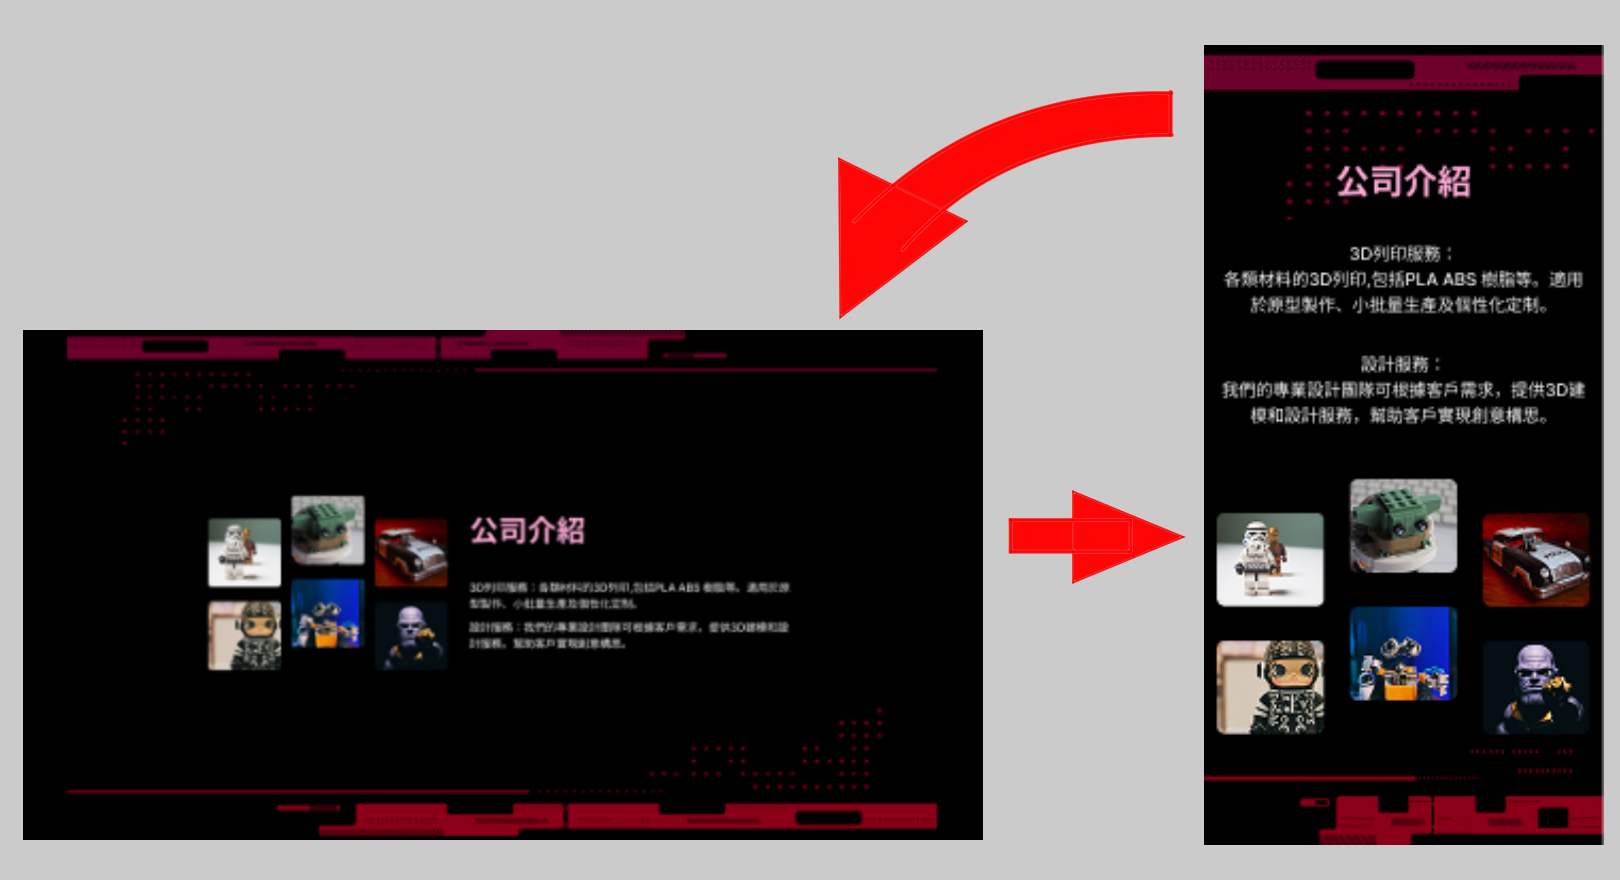 公司介紹
3D列印服務：各類材料的3D列印,包括PLA ABS 樹脂等。適用於原
型製作、小批量生產及個性化定制。
設計服務：我們的專業設計團隊可根據客戶需求，提供3D建模和設
計服務，幫助客戶實現創意構思。
公司介紹
3D列印服務：
各類材料的3D列印,包括PLA ABS 樹脂等。適用
於原型製作、小批量生產及個性化定制。
設計服務：
我們的專業設計團隊可根據客戶需求，提供3D建
模和設計服務，幫助客戶實現創意構思。